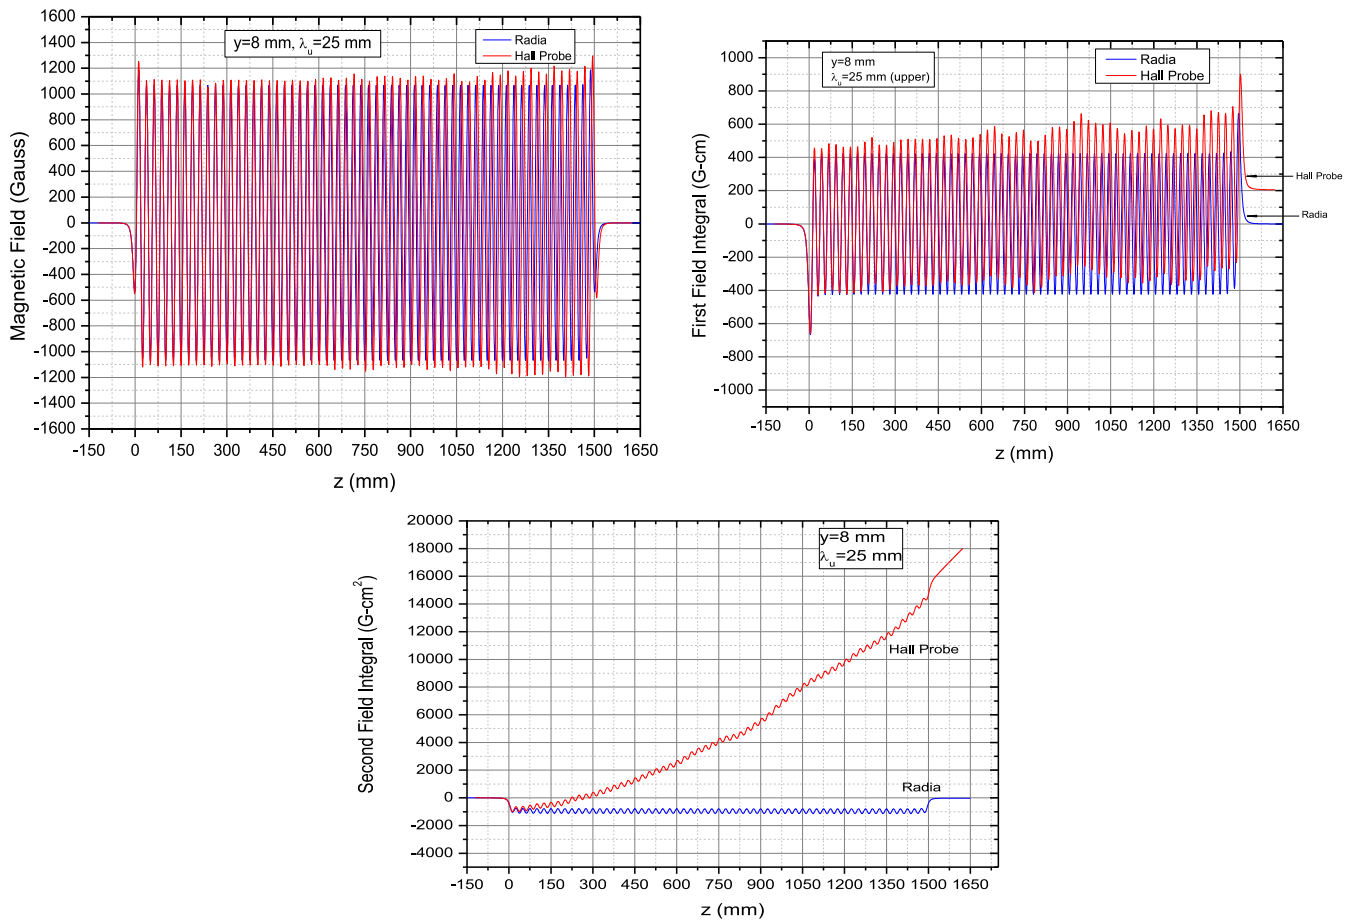 1600
1400
1200
1000
800
600
400
200
0
-200
-400
-600
-800
-1000
-1200
-1400
-1600
Magnetic Field (Gauss)
y=8 mm, λu=25 mm
Radia
Hall Probe
-150 0 150 300 450 600 750 900 1050 1200 1350 1500 1650
z (mm)
1000
800
600
400
200
0
-200
-400
-600
-800
-1000
First Field Integral (G-cm)
y=8 mm
λu=25 mm (upper)
Radia
Hall Probe
Hall Probe
Radia
-150 0 150 300 450 600 750 900 1050 1200 1350 1500 1650
z (mm)
20000
18000
16000
14000
12000
10000
8000
6000
4000
2000
0
-2000
-4000
Second Field Integral (G-cm²)
y=8 mm
λu=25 mm
Hall Probe
Radia
-150 0 150 300 450 600 750 900 1050 1200 1350 1500 1650
z (mm)